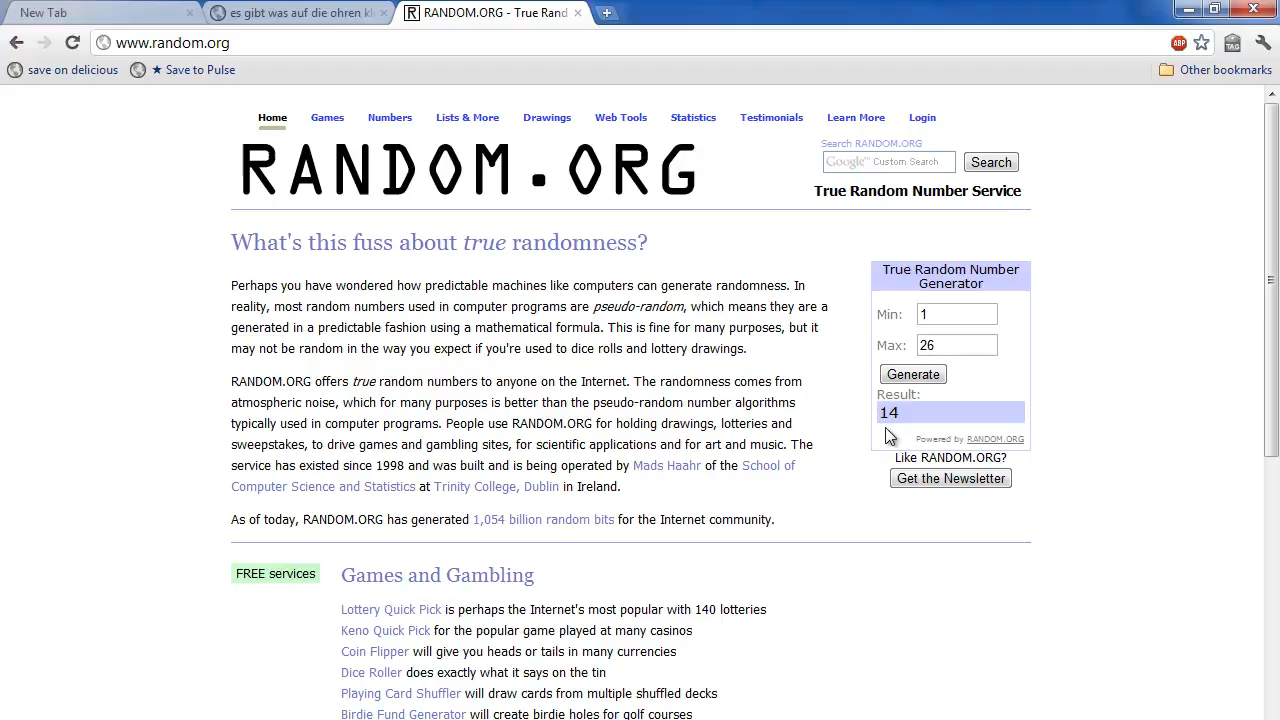 New Tab
es gibt was auf die ohren kl
RANDOM.ORG - True Rand
www.random.org
ABP
TAG
save on delicious
★ Save to Pulse
Other bookmarks
Home Games Numbers Lists & More Drawings Web Tools Statistics Testimonials Learn More Login
RANDOM.ORG
Search RANDOM.ORG
Google™ Custom Search
Search
True Random Number Service
What's this fuss about true randomness?
Perhaps you have wondered how predictable machines like computers can generate randomness. In
reality, most random numbers used in computer programs are pseudo-random, which means they are a
generated in a predictable fashion using a mathematical formula. This is fine for many purposes, but it
may not be random in the way you expect if you're used to dice rolls and lottery drawings.
RANDOM.ORG offers true random numbers to anyone on the Internet. The randomness comes from
atmospheric noise, which for many purposes is better than the pseudo-random number algorithms
typically used in computer programs. People use RANDOM.ORG for holding drawings, lotteries and
sweepstakes, to drive games and gambling sites, for scientific applications and for art and music. The
service has existed since 1998 and was built and is being operated by Mads Haahr of the School of
Computer Science and Statistics at Trinity College, Dublin in Ireland.
As of today, RANDOM.ORG has generated 1,054 billion random bits for the Internet community.
True Random Number
Generator
Min: 1
Max: 26
Generate
Result:
14
Powered by RANDOM.ORG
Like RANDOM.ORG?
Get the Newsletter
FREE services
Games and Gambling
Lottery Quick Pick is perhaps the Internet's most popular with 140 lotteries
Keno Quick Pick for the popular game played at many casinos
Coin Flipper will give you heads or tails in many currencies
Dice Roller does exactly what it says on the tin
Playing Card Shuffler will draw cards from multiple shuffled decks
Birdie Fund Generator will create birdie holes for golf courses